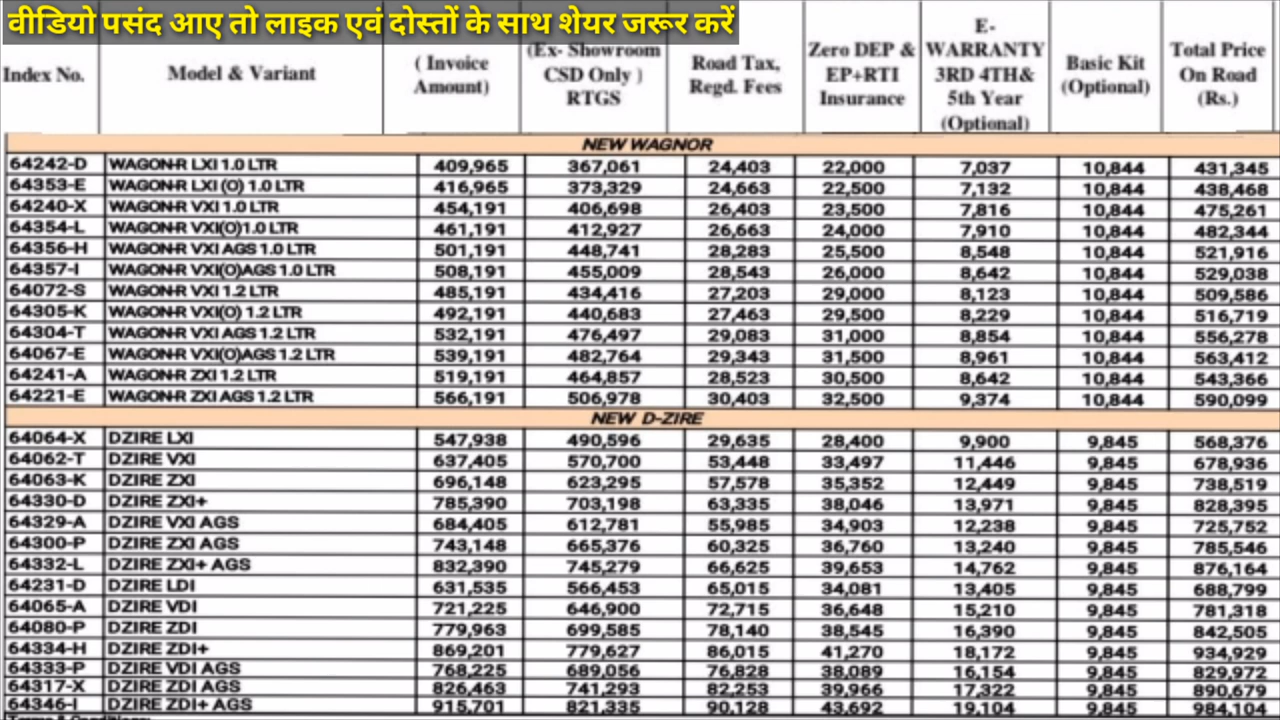 वीडियो पसंद आए तो लाइक एवं दोस्तों के साथ शेयर जरूर करें
Index No. Model & Variant ( Invoice Amount) (Ex- Showroom CSD Only ) RTGS Road Tax, Regd. Fees Zero DEP & EP+RTI Insurance E-WARRANTY 3RD 4TH& 5th Year (Optional) Basic Kit (Optional) Total Price On Road (Rs.)
NEW WAGNOR
64242-D WAGON-R LXI 1.0 LTR 409,965 367,061 24,403 22,000 7,037 10,844 431,345
64353-E WAGON-R LXI (O) 1.0 LTR 416,965 373,329 24,663 22,500 7,132 10,844 438,468
64240-X WAGON-R VXI 1.0 LTR 454,191 406,698 26,403 23,500 7,816 10,844 475,261
64354-L WAGON-R VXI(O)1.0 LTR 461,191 412,927 26,663 24,000 7,910 10,844 482,344
64356-H WAGON-R VXI AGS 1.0 LTR 501,191 448,741 28,283 25,500 8,548 10,844 521,916
64357-I WAGON-R VXI(O)AGS 1.0 LTR 508,191 455,009 28,543 26,000 8,642 10,844 529,038
64072-S WAGON-R VXI 1.2 LTR 485,191 434,416 27,203 29,000 8,123 10,844 509,586
64305-K WAGON-R VXI(O) 1.2 LTR 492,191 440,683 27,463 29,500 8,229 10,844 516,719
64304-T WAGON-R VXI AGS 1.2 LTR 532,191 476,497 29,083 31,000 8,854 10,844 556,278
64067-E WAGON-R VXI(O)AGS 1.2 LTR 539,191 482,764 29,343 31,500 8,961 10,844 563,412
64241-A WAGON-R ZXI 1.2 LTR 519,191 464,857 28,523 30,500 8,642 10,844 543,366
64221-E WAGON-R ZXI AGS 1.2 LTR 566,191 506,978 30,403 32,500 9,374 10,844 590,099
NEW D-ZIRE
64064-X DZIRE LXI 547,938 490,596 29,635 28,400 9,900 9,845 568,376
64062-T DZIRE VXI 637,405 570,700 53,448 33,497 11,446 9,845 678,936
64063-K DZIRE ZXI 696,148 623,295 57,578 35,352 12,449 9,845 738,519
64330-D DZIRE ZXI+ 785,390 703,198 63,335 38,046 13,971 9,845 828,395
64329-A DZIRE VXI AGS 684,405 612,781 55,985 34,903 12,238 9,845 725,752
64300-P DZIRE ZXI AGS 743,148 665,376 60,325 36,760 13,240 9,845 785,546
64332-L DZIRE ZXI+ AGS 832,390 745,279 66,625 39,653 14,762 9,845 876,164
64231-D DZIRE LDI 631,535 566,453 65,015 34,081 13,405 9,845 688,799
64065-A DZIRE VDI 721,225 646,900 72,715 36,648 15,210 9,845 781,318
64080-P DZIRE ZDI 779,963 699,585 78,140 38,545 16,390 9,845 842,505
64334-H DZIRE ZDI+ 869,201 779,627 86,015 41,270 18,172 9,845 934,929
64333-P DZIRE VDI AGS 768,225 689,056 76,828 38,089 16,154 9,845 829,972
64317-X DZIRE ZDI AGS 826,463 741,293 82,253 39,966 17,322 9,845 890,679
64346-I DZIRE ZDI+ AGS 915,701 821,335 90,128 43,692 19,104 9,845 984,104